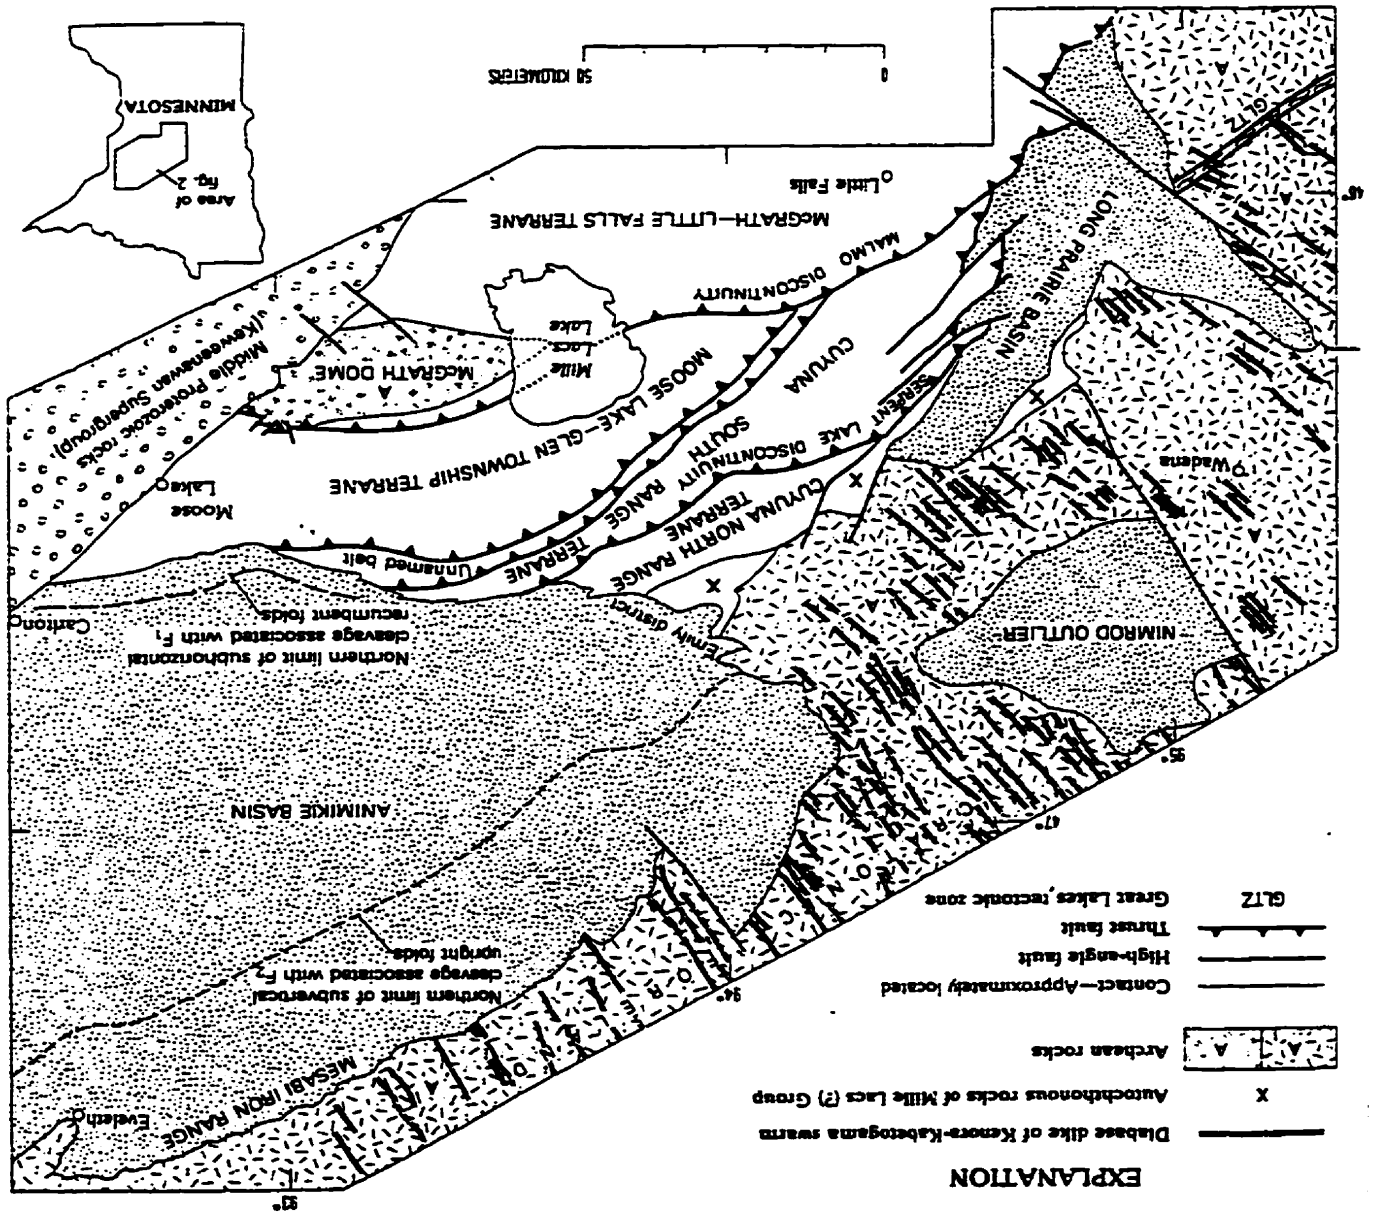 EXPLANATION
Diabase dike of Kenora-Kabetogama swarm
X
Autochthonous rocks of Mille Lacs (?) Group
A
A
Archean rocks
Contact—Approximately located
High-angle fault
Thrust fault
GLTZ
Great Lakes tectonic zone
93°
Eveleth
MESABI IRON RANGE
A
Northern limit of subvertical
cleavage associated with F2
upright folds
94°
CRATON
47°
95°
ANIMIKIE BASIN
NIMROD OUTLIER
Northern limit of subhorizontal
cleavage associated with F1
recumbent folds
Carlton
Emily district
A
X
A
Unnamed belt
Moose
Lake
CUYUNA NORTH RANGE
TERRANE
X
Wadena
SERPENT LAKE DISCONTINUITY
CUYUNA
SOUTH
RANGE
TERRANE
MOOSE LAKE—GLEN TOWNSHIP TERRANE
X
McGRATH DOME
A
Mille
Lacs
Lake
Middle Proterozoic rocks
(Keweenawan Supergroup)
LONG PRAIRIE BASIN
MALMO DISCONTINUITY
McGRATH—LITTLE FALLS TERRANE
Little Falls
46°
GLTZ
A
0
50 KILOMETERS
Area of
fig. 2
MINNESOTA